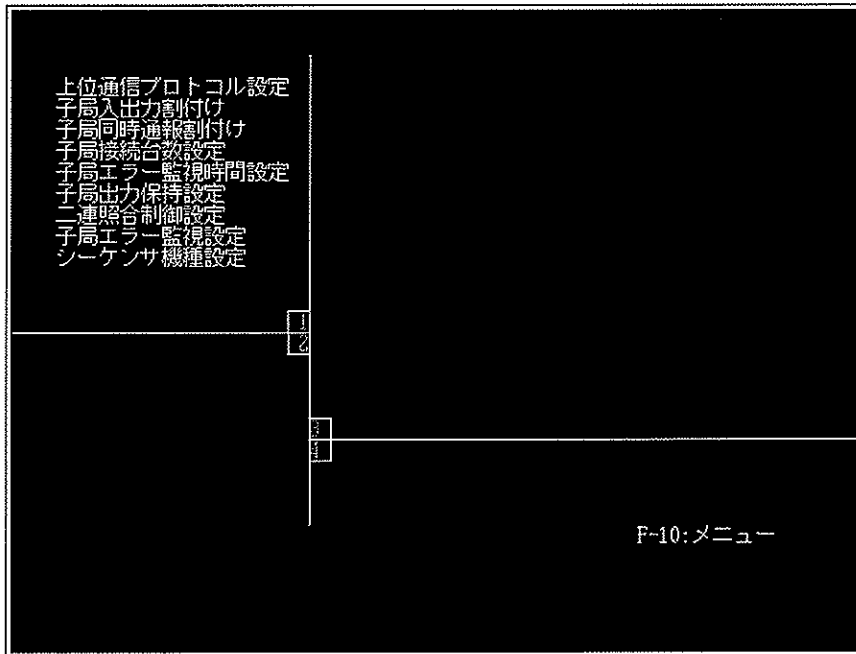 上位通信プロトコル設定
子局入出力割付け
子局同時通報割付け
子局接続台数設定
子局エラー監視時間設定
子局出力保持設定
二連照合制御設定
子局エラー監視設定
シーケンサ機種設定
1
2
F-10:メニュー